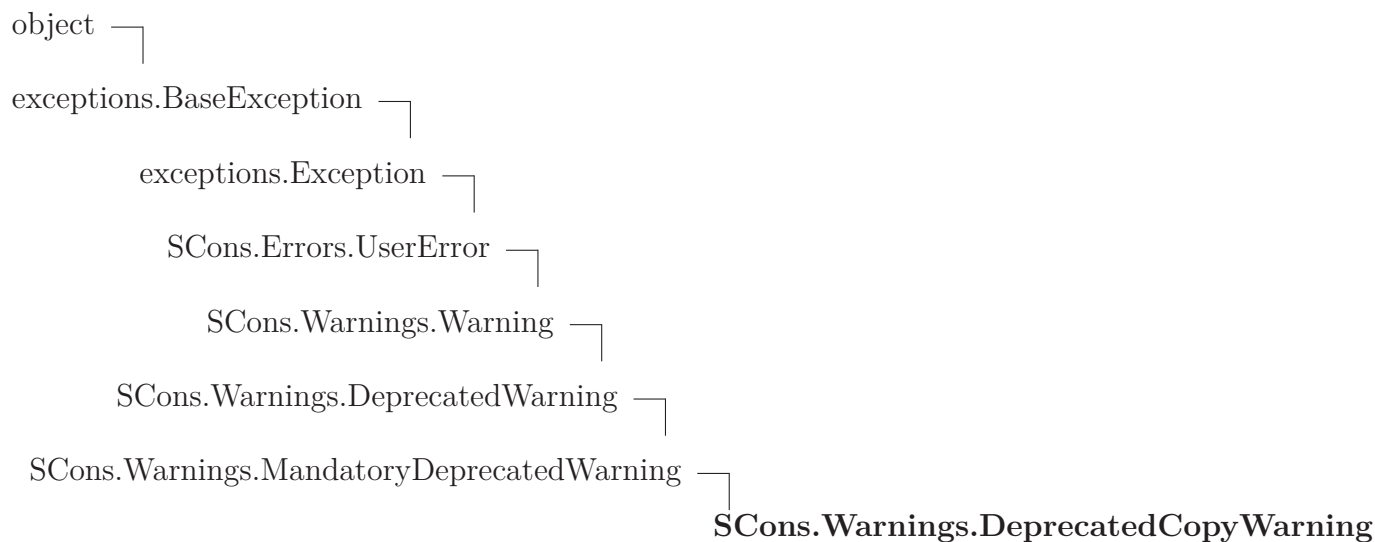 object
exceptions.BaseException
exceptions.Exception
SCons.Errors.UserError
SCons.Warnings.Warning
SCons.Warnings.DeprecatedWarning
SCons.Warnings.MandatoryDeprecatedWarning
SCons.Warnings.DeprecatedCopyWarning